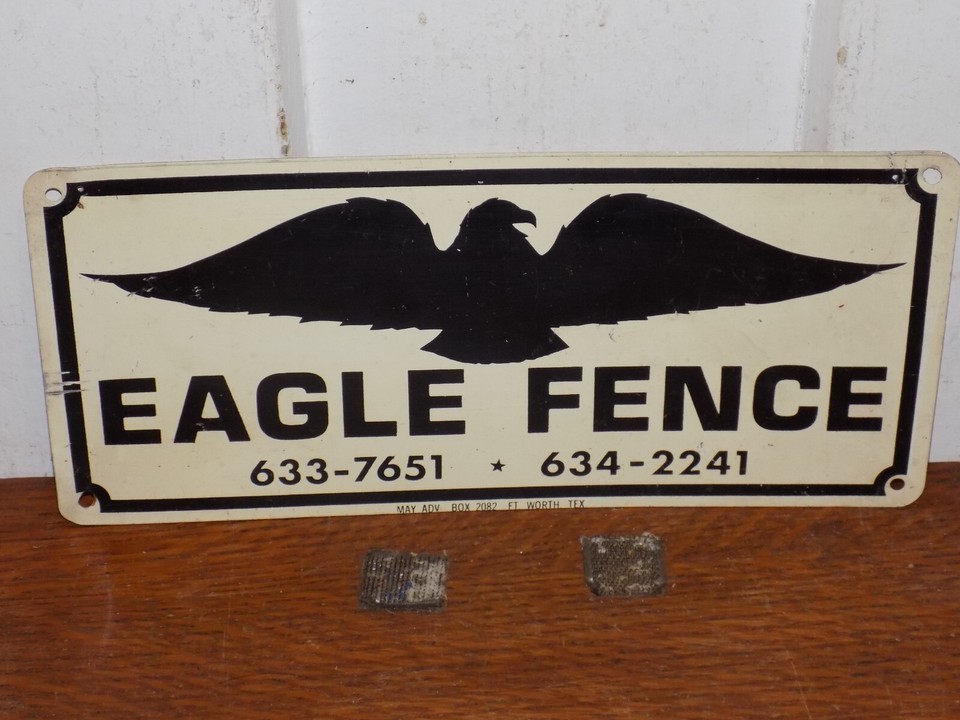 EAGLE FENCE
633-7651 ★ 634-2241
MAY ADV. BOX 2082 FT WORTH TEX